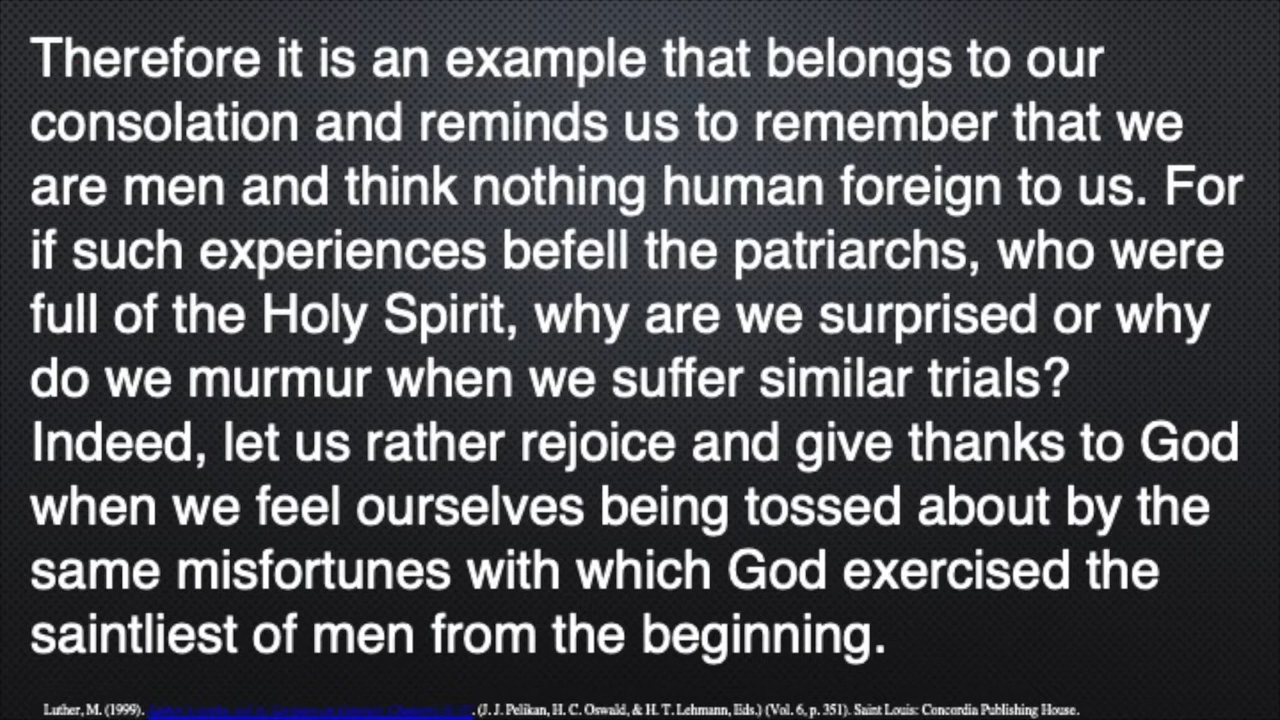 Therefore it is an example that belongs to our
consolation and reminds us to remember that we
are men and think nothing human foreign to us. For
if such experiences befell the patriarchs, who were
full of the Holy Spirit, why are we surprised or why
do we murmur when we suffer similar trials?
Indeed, let us rather rejoice and give thanks to God
when we feel ourselves being tossed about by the
same misfortunes with which God exercised the
saintliest of men from the beginning.
Luther, M. (1999). . (J. J. Pelikan, H. C. Oswald, & H. T. Lehmann, Eds.) (Vol. 6, p. 351). Saint Louis: Concordia Publishing House.